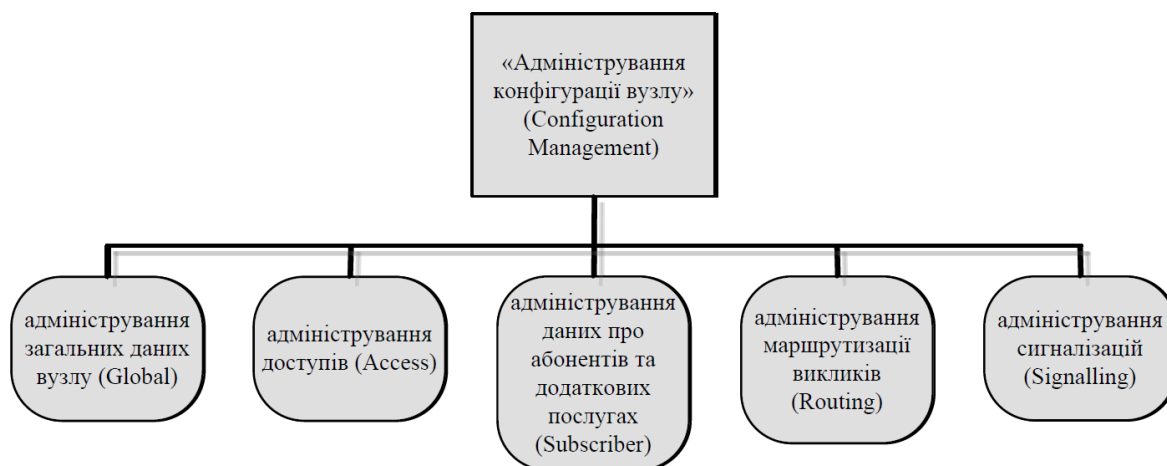 «Адміністрування
конфігурації вузлу»
(Configuration
Management)
адміністрування
загальних даних
вузлу (Global)
адміністрування
доступів (Access)
адміністрування
даних про
абонентів та
додаткових
послугах
(Subscriber)
адміністрування
маршрутизації
викликів
(Routing)
адміністрування
сигналізацій
(Signalling)